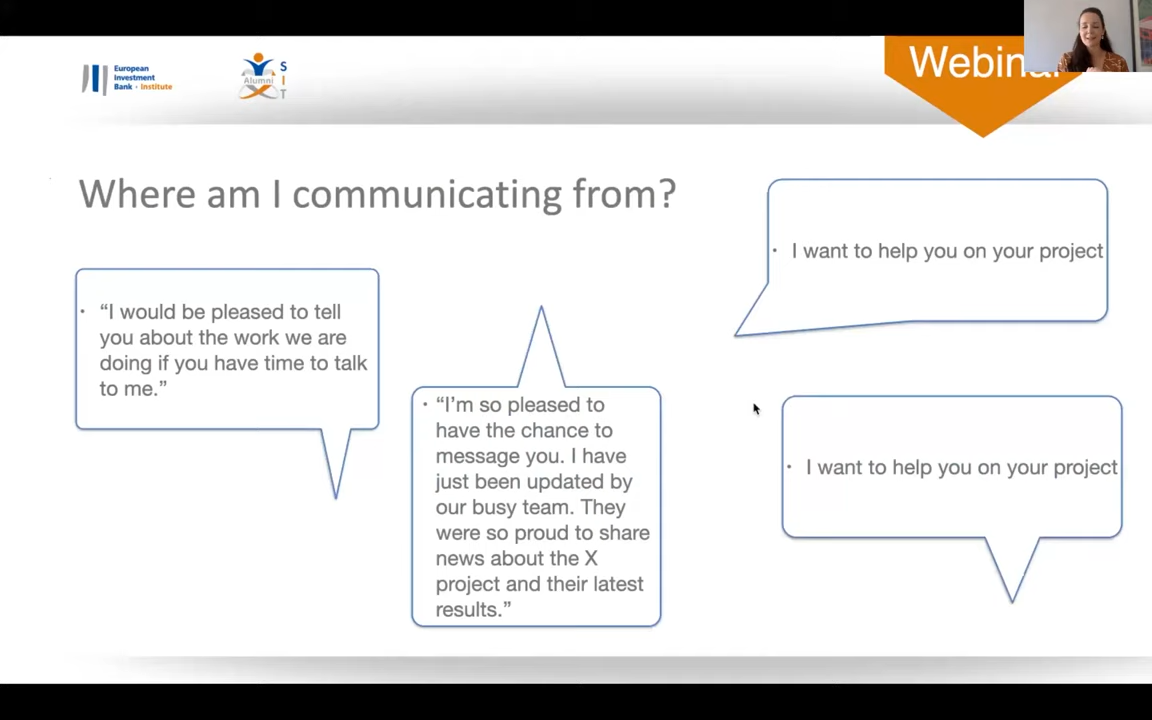 European
Investment
Bank • Institute
Alumni
S
I
T
Webinar
Where am I communicating from?
• I want to help you on your project
• “I would be pleased to tell
you about the work we are
doing if you have time to talk
to me.”
• “I’m so pleased to
have the chance to
message you. I have
just been updated by
our busy team. They
were so proud to share
news about the X
project and their latest
results.”
• I want to help you on your project